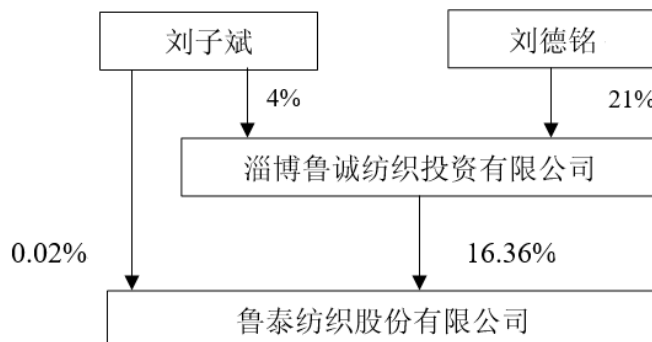 刘子斌
刘德铭
4%
21%
淄博鲁诚纺织投资有限公司
0.02%
16.36%
鲁泰纺织股份有限公司